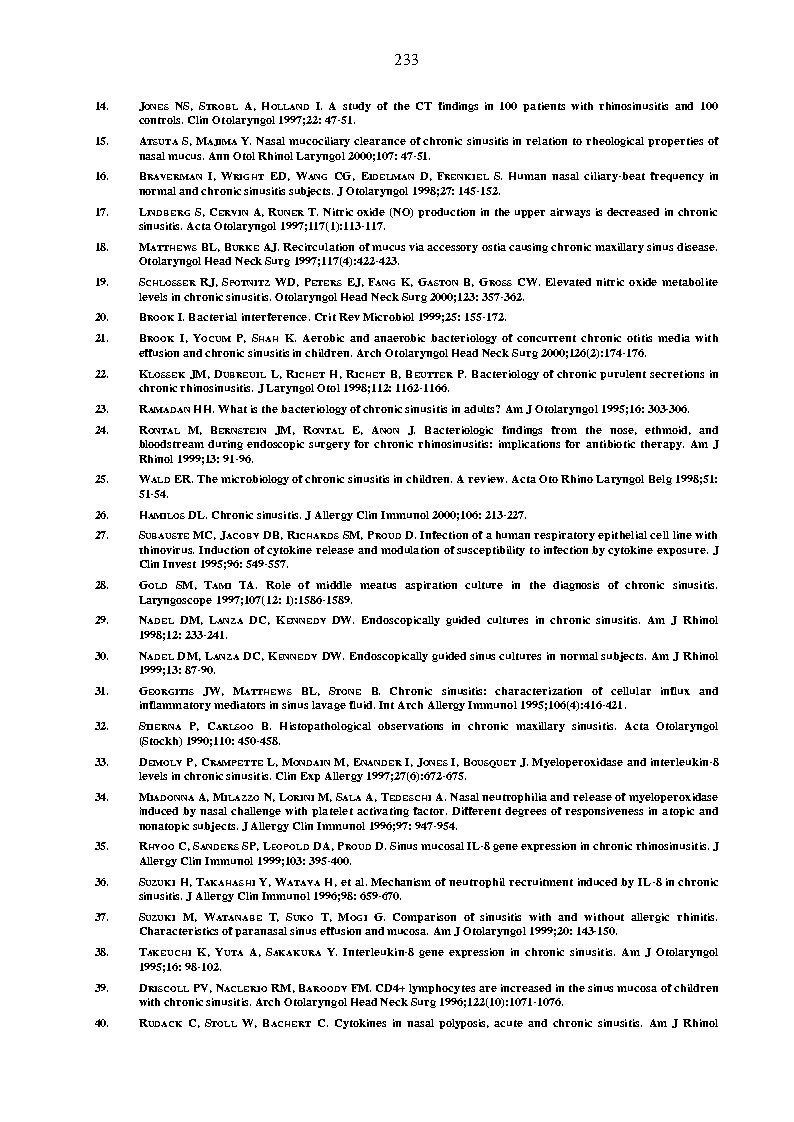 233
14. JONES NS, STROBL A, HOLLAND I. A study of the CT findings in 100 patients with rhinosinusitis and 100
controls. Clin Otolaryngol 1997;22: 47-51.
15. ATSUTA S, MAJIMA Y. Nasal mucociliary clearance of chronic sinusitis in relation to rheological properties of
nasal mucus. Ann Otol Rhinol Laryngol 2000;107: 47-51.
16. BRAVERMAN I, WRIGHT ED, WANG CG, EIDELMAN D, FRENKIEL S. Human nasal ciliary-beat frequency in
normal and chronic sinusitis subjects. J Otolaryngol 1998;27: 145-152.
17. LINDBERG S, CERVIN A, RUNER T. Nitric oxide (NO) production in the upper airways is decreased in chronic
sinusitis. Acta Otolaryngol 1997;117(1):113-117.
18. MATTHEWS BL, BURKE AJ. Recirculation of mucus via accessory ostia causing chronic maxillary sinus disease.
Otolaryngol Head Neck Surg 1997;117(4):422-423.
19. SCHLOSSER RJ, SPOTNITZ WD, PETERS EJ, FANG K, GASTON B, GROSS CW. Elevated nitric oxide metabolite
levels in chronic sinusitis. Otolaryngol Head Neck Surg 2000;123: 357-362.
20. BROOK I. Bacterial interference. Crit Rev Microbiol 1999;25: 155-172.
21. BROOK I, YOCUM P, SHAH K. Aerobic and anaerobic bacteriology of concurrent chronic otitis media with
effusion and chronic sinusitis in children. Arch Otolaryngol Head Neck Surg 2000;126(2):174-176.
22. KLOSSEK JM, DUBREUIL L, RICHET H, RICHET B, BEUTTER P. Bacteriology of chronic purulent secretions in
chronic rhinosinusitis. J Laryngol Otol 1998;112: 1162-1166.
23. RAMADAN HH. What is the bacteriology of chronic sinusitis in adults? Am J Otolaryngol 1995;16: 303-306.
24. RONTAL M, BERNSTEIN JM, RONTAL E, ANON J. Bacteriologic findings from the nose, ethmoid, and
bloodstream during endoscopic surgery for chronic rhinosinusitis: implications for antibiotic therapy. Am J
Rhinol 1999;13: 91-96.
25. WALD ER. The microbiology of chronic sinusitis in children. A review. Acta Oto Rhino Laryngol Belg 1998;51:
51-54.
26. HAMILOS DL. Chronic sinusitis. J Allergy Clin Immunol 2000;106: 213-227.
27. SUBAUSTE MC, JACOBY DB, RICHARDS SM, PROUD D. Infection of a human respiratory epithelial cell line with
rhinovirus. Induction of cytokine release and modulation of susceptibility to infection by cytokine exposure. J
Clin Invest 1995;96: 549-557.
28. GOLD SM, TAMI TA. Role of middle meatus aspiration culture in the diagnosis of chronic sinusitis.
Laryngoscope 1997;107(12: 1):1586-1589.
29. NADEL DM, LANZA DC, KENNEDY DW. Endoscopically guided cultures in chronic sinusitis. Am J Rhinol
1998;12: 233-241.
30. NADEL DM, LANZA DC, KENNEDY DW. Endoscopically guided sinus cultures in normal subjects. Am J Rhinol
1999;13: 87-90.
31. GEORGITIS JW, MATTHEWS BL, STONE B. Chronic sinusitis: characterization of cellular influx and
inflammatory mediators in sinus lavage fluid. Int Arch Allergy Immunol 1995;106(4):416-421.
32. STIERNA P, CARLSOO B. Histopathological observations in chronic maxillary sinusitis. Acta Otolaryngol
(Stockh) 1990;110: 450-458.
33. DEMOLY P, CRAMPETTE L, MONDAIN M, ENANDER I, JONES I, BOUSQUET J. Myeloperoxidase and interleukin-8
levels in chronic sinusitis. Clin Exp Allergy 1997;27(6):672-675.
34. MIADONNA A, MILAZZO N, LORINI M, SALA A, TEDESCHI A. Nasal neutrophilia and release of myeloperoxidase
induced by nasal challenge with platelet activating factor. Different degrees of responsiveness in atopic and
nonatopic subjects. J Allergy Clin Immunol 1996;97: 947-954.
35. RHYOO C, SANDERS SP, LEOPOLD DA, PROUD D. Sinus mucosal IL-8 gene expression in chronic rhinosinusitis. J
Allergy Clin Immunol 1999;103: 395-400.
36. SUZUKI H, TAKAHASHI Y, WATAYA H, et al. Mechanism of neutrophil recruitment induced by IL-8 in chronic
sinusitis. J Allergy Clin Immunol 1996;98: 659-670.
37. SUZUKI M, WATANABE T, SUKO T, MOGI G. Comparison of sinusitis with and without allergic rhinitis.
Characteristics of paranasal sinus effusion and mucosa. Am J Otolaryngol 1999;20: 143-150.
38. TAKEUCHI K, YUTA A, SAKAKURA Y. Interleukin-8 gene expression in chronic sinusitis. Am J Otolaryngol
1995;16: 98-102.
39. DRISCOLL PV, NACLERIO RM, BAROODY FM. CD4+ lymphocytes are increased in the sinus mucosa of children
with chronic sinusitis. Arch Otolaryngol Head Neck Surg 1996;122(10):1071-1076.
40. RUDACK C, STOLL W, BACHERT C. Cytokines in nasal polyposis, acute and chronic sinusitis. Am J Rhinol